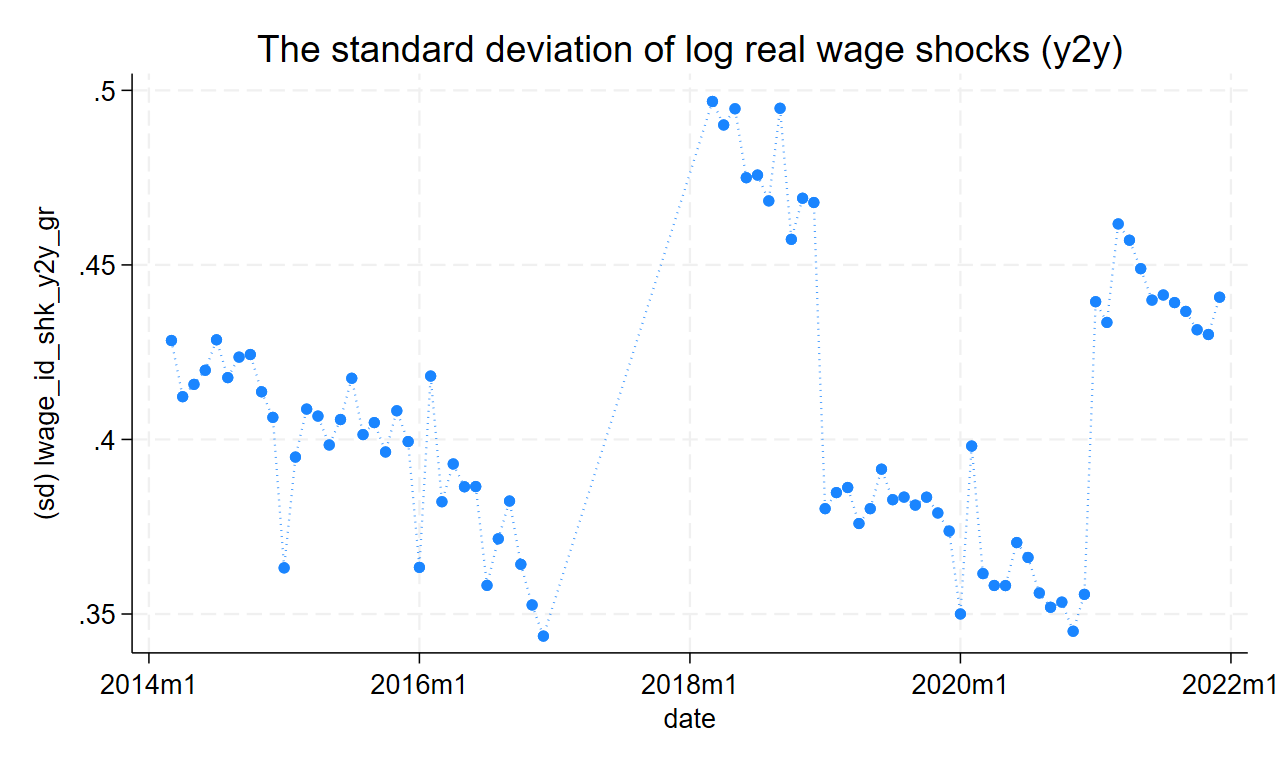 The standard deviation of log real wage shocks (y2y)
(sd) lwage_id_shk_y2y_gr
.5
.45
.4
.35
2014m1
2016m1
2018m1
2020m1
2022m1
date